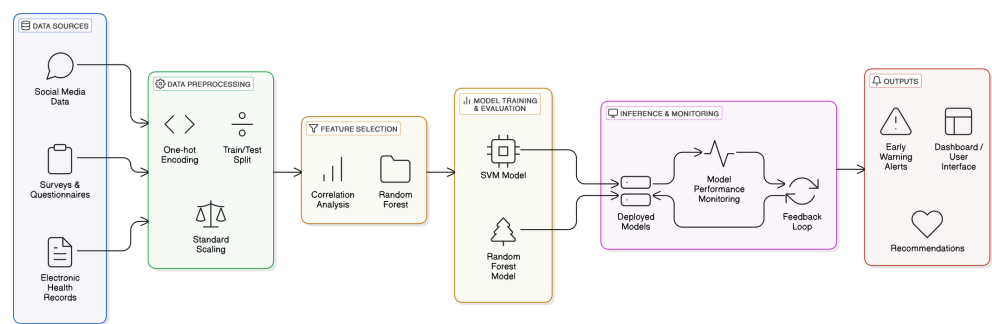 DATA SOURCES
Social Media
Data
Surveys &
Questionnaires
Electronic
Health
Records
DATA PREPROCESSING
One-hot
Encoding
Train/Test
Split
Standard
Scaling
FEATURE SELECTION
Correlation
Analysis
Random
Forest
MODEL TRAINING
& EVALUATION
SVM Model
Random
Forest
Model
INFERENCE & MONITORING
Deployed
Models
Model
Performance
Monitoring
Feedback
Loop
OUTPUTS
Early
Warning
Alerts
Dashboard /
User
Interface
Recommendations